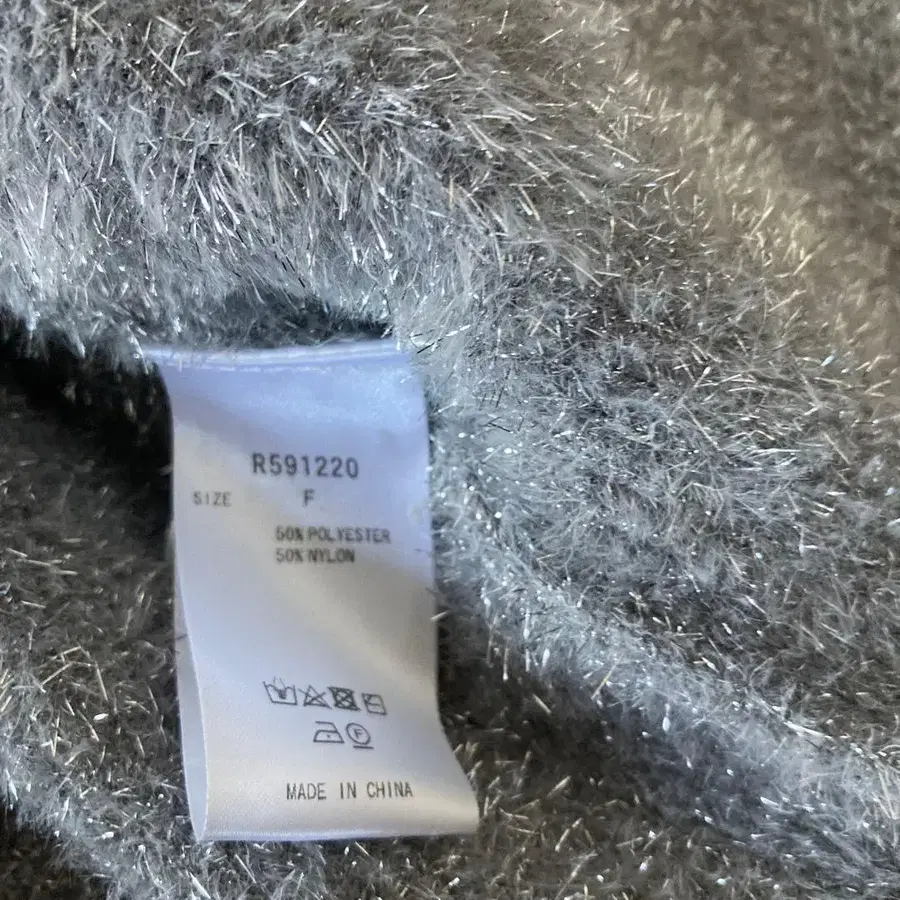 R591220
SIZE F
50% POLYESTER
50% NYLON
F
MADE IN CHINA